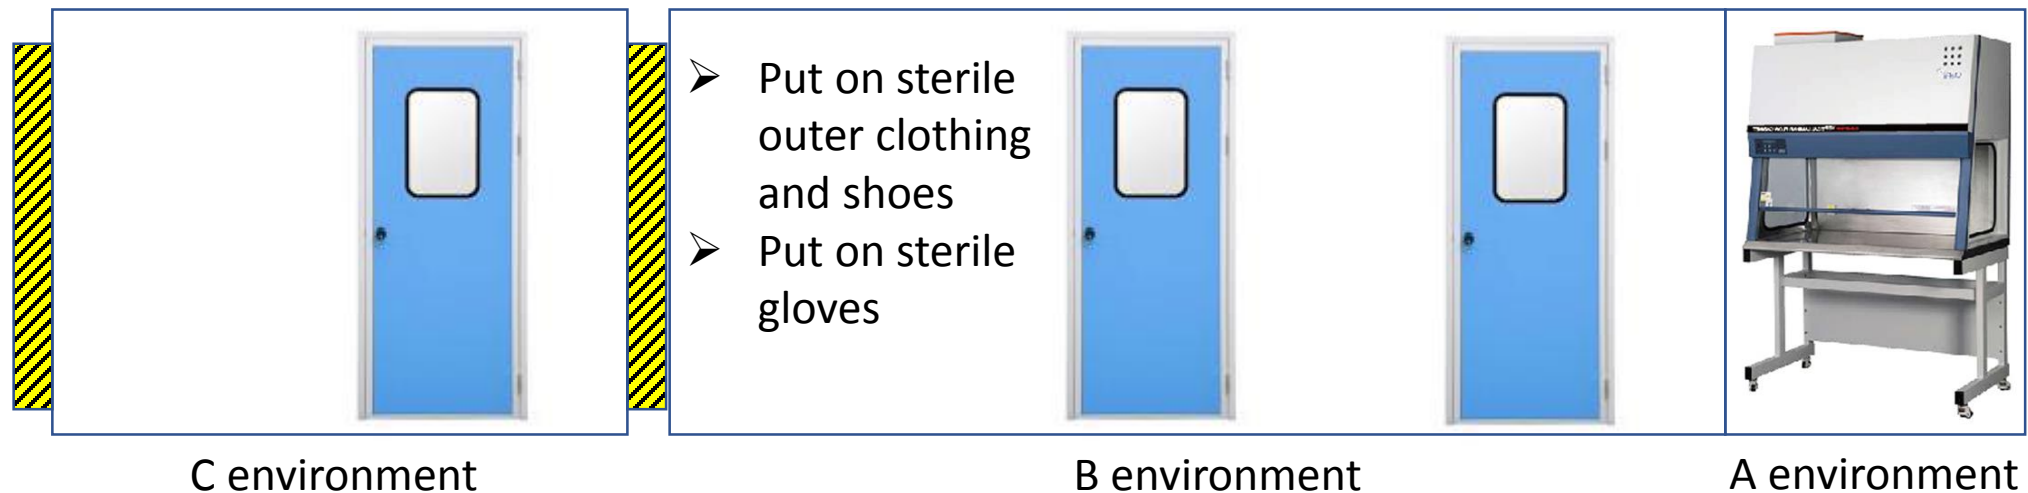 ➢ Put on sterile
outer clothing
and shoes
➢ Put on sterile
gloves
C environment
B environment
A environment